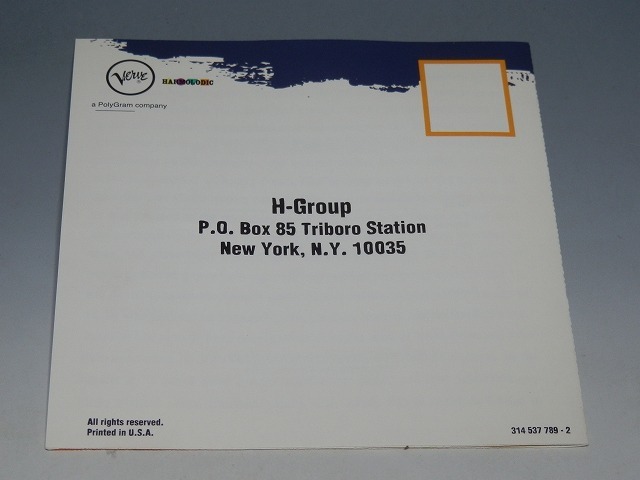 Verve
HARMOLODIC
a PolyGram company
H-Group
P.O. Box 85 Triboro Station
New York, N.Y. 10035
All rights reserved.
Printed in U.S.A.
314 537 789 - 2